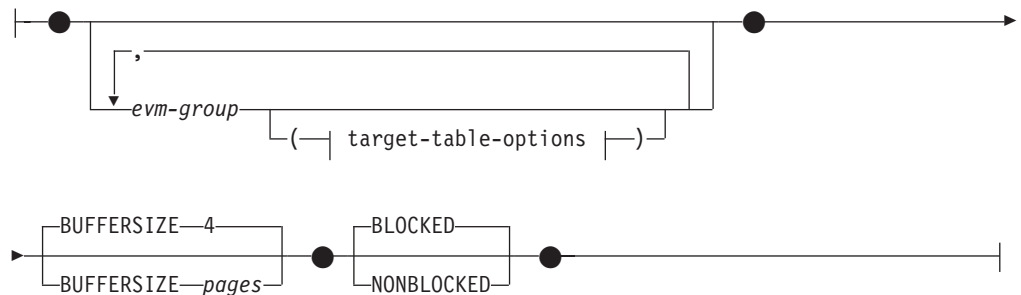 ,
evm-group
( target-table-options )
BUFFERSIZE 4 BLOCKED
BUFFERSIZE pages NONBLOCKED